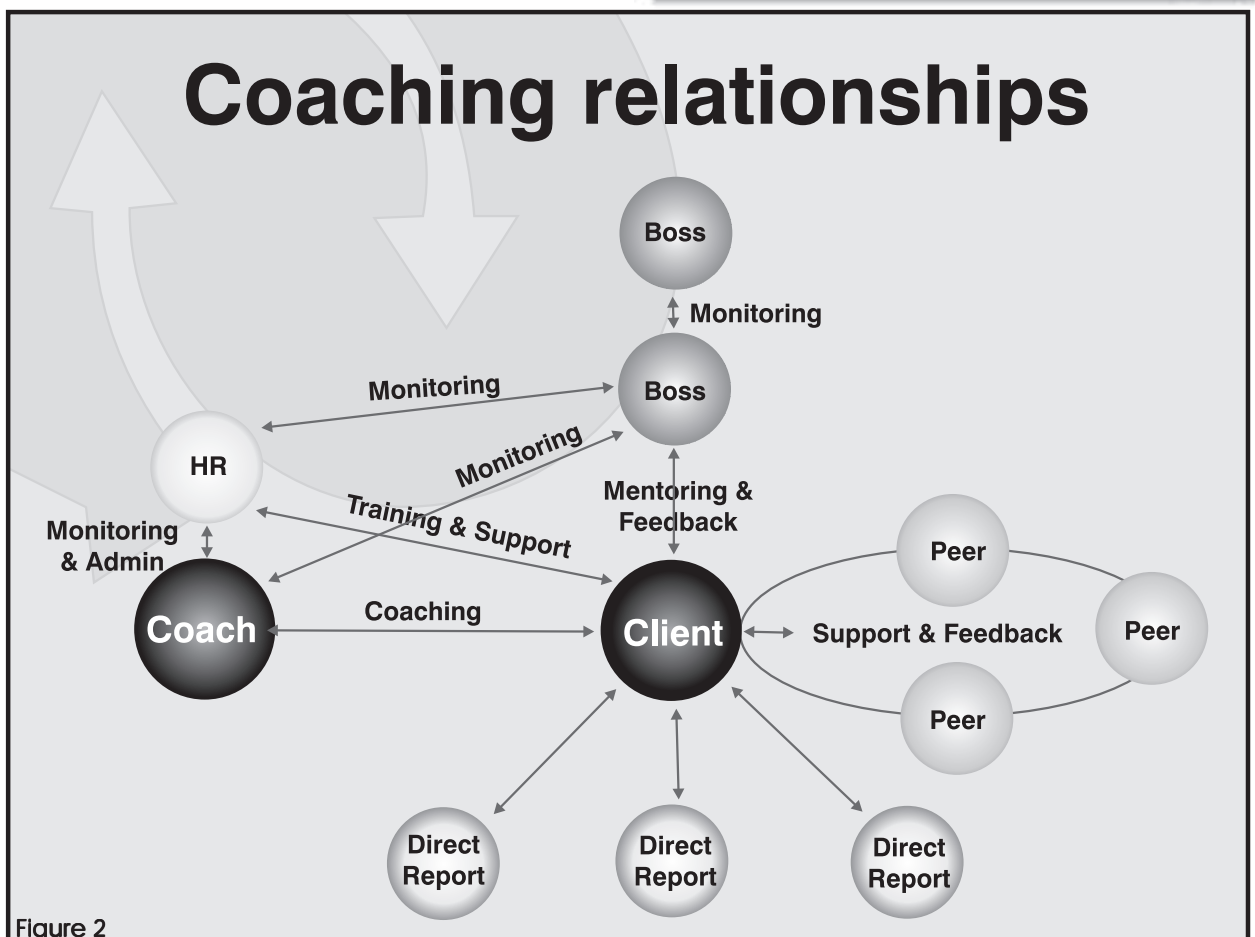 Coaching relationships
Boss
Monitoring
Boss
Monitoring
Monitoring
HR
Training & Support
Mentoring &
Feedback
Monitoring
& Admin
Coach
Coaching
Client
Support & Feedback
Peer
Peer
Peer
Direct
Report
Direct
Report
Direct
Report
Figure 2